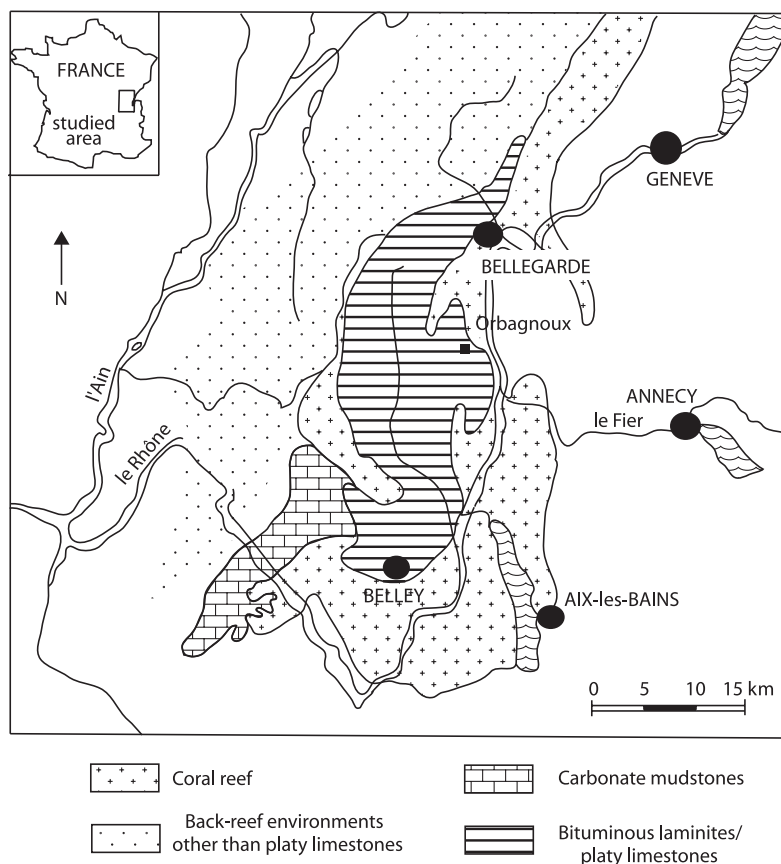 FRANCE
studied
area
N
GENEVE
BELLEGARDE
Orbagnoux
l'Ain
ANNECY
le Fier
le Rhône
BELLEY
AIX-les-BAINS
0 5 10 15 km
Coral reef
Carbonate mudstones
Back-reef environments
other than platy limestones
Bituminous laminites/
platy limestones